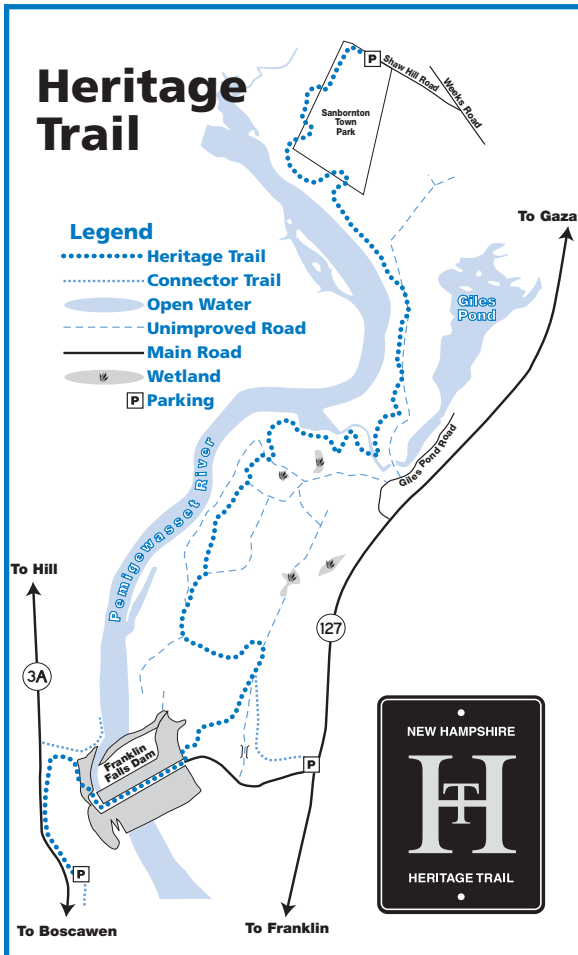 Heritage
Trail
P
Shaw Hill Road
Weeks Road
Sanbornton
Town
Park
To Gaza
Legend
Heritage Trail
Connector Trail
Open Water
Unimproved Road
Main Road
Wetland
P Parking
Giles
Pond
Giles Pond Road
Pemigewasset River
To Hill
127
3A
Franklin
Falls Dam
P
P
NEW HAMPSHIRE
HT
HERITAGE TRAIL
To Boscawen
To Franklin